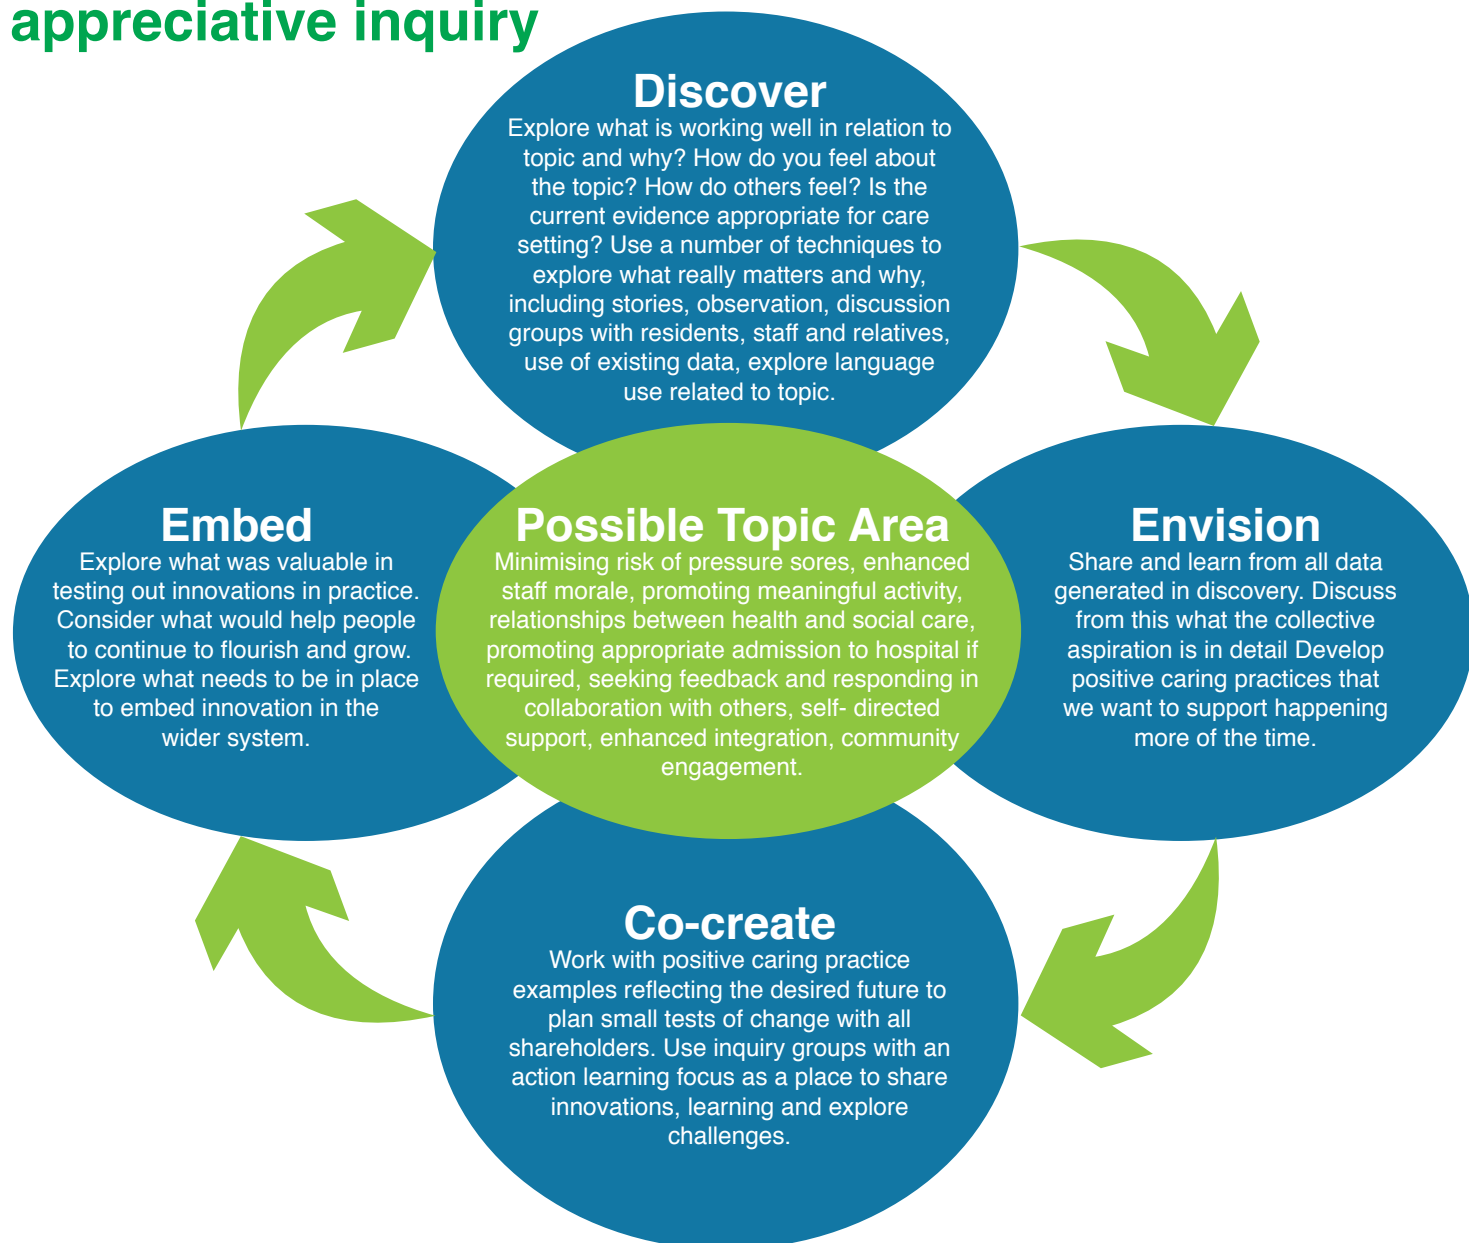 appreciative inquiry
Discover
Explore what is working well in relation to
topic and why? How do you feel about
the topic? How do others feel? Is the
current evidence appropriate for care
setting? Use a number of techniques to
explore what really matters and why,
including stories, observation, discussion
groups with residents, staff and relatives,
use of existing data, explore language
use related to topic.
Embed
Explore what was valuable in
testing out innovations in practice.
Consider what would help people
to continue to flourish and grow.
Explore what needs to be in place
to embed innovation in the
wider system.
Possible Topic Area
Minimising risk of pressure sores, enhanced
staff morale, promoting meaningful activity,
relationships between health and social care,
promoting appropriate admission to hospital if
required, seeking feedback and responding in
collaboration with others, self- directed
support, enhanced integration, community
engagement.
Envision
Share and learn from all data
generated in discovery. Discuss
from this what the collective
aspiration is in detail Develop
positive caring practices that
we want to support happening
more of the time.
Co-create
Work with positive caring practice
examples reflecting the desired future to
plan small tests of change with all
shareholders. Use inquiry groups with an
action learning focus as a place to share
innovations, learning and explore
challenges.